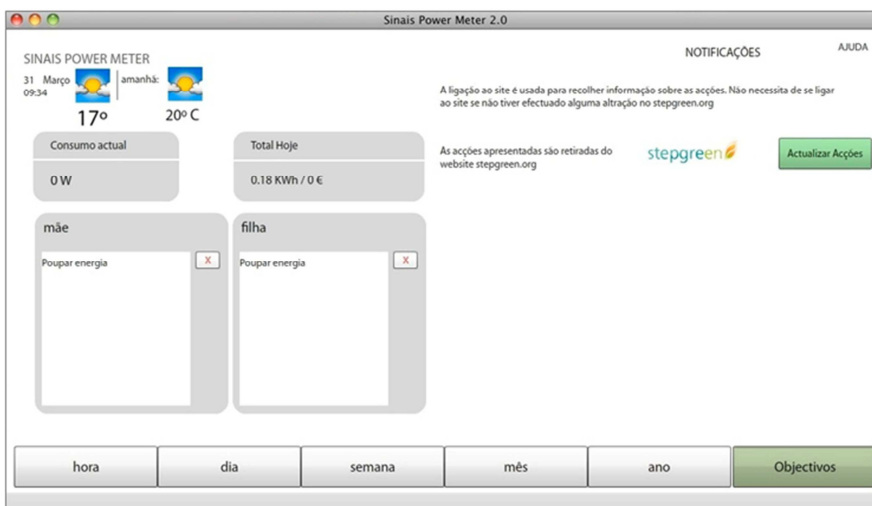 Sinais Power Meter 2.0
SINAIS POWER METER
31 Março
09:34
amanhã:
17º
20º C
NOTIFICAÇÕES
AJUDA
A ligação ao site é usada para recolher informação sobre as acções. Não necessita de se ligar
ao site se não tiver efectuado alguma altração no stepgreen.org
Consumo actual
0 W
Total Hoje
0.18 KWh / 0 €
As acções apresentadas são retiradas do
website stepgreen.org
stepgreen
Actualizar Acções
mãe
Poupar energia
X
filha
Poupar energia
X
hora
dia
semana
mês
ano
Objectivos